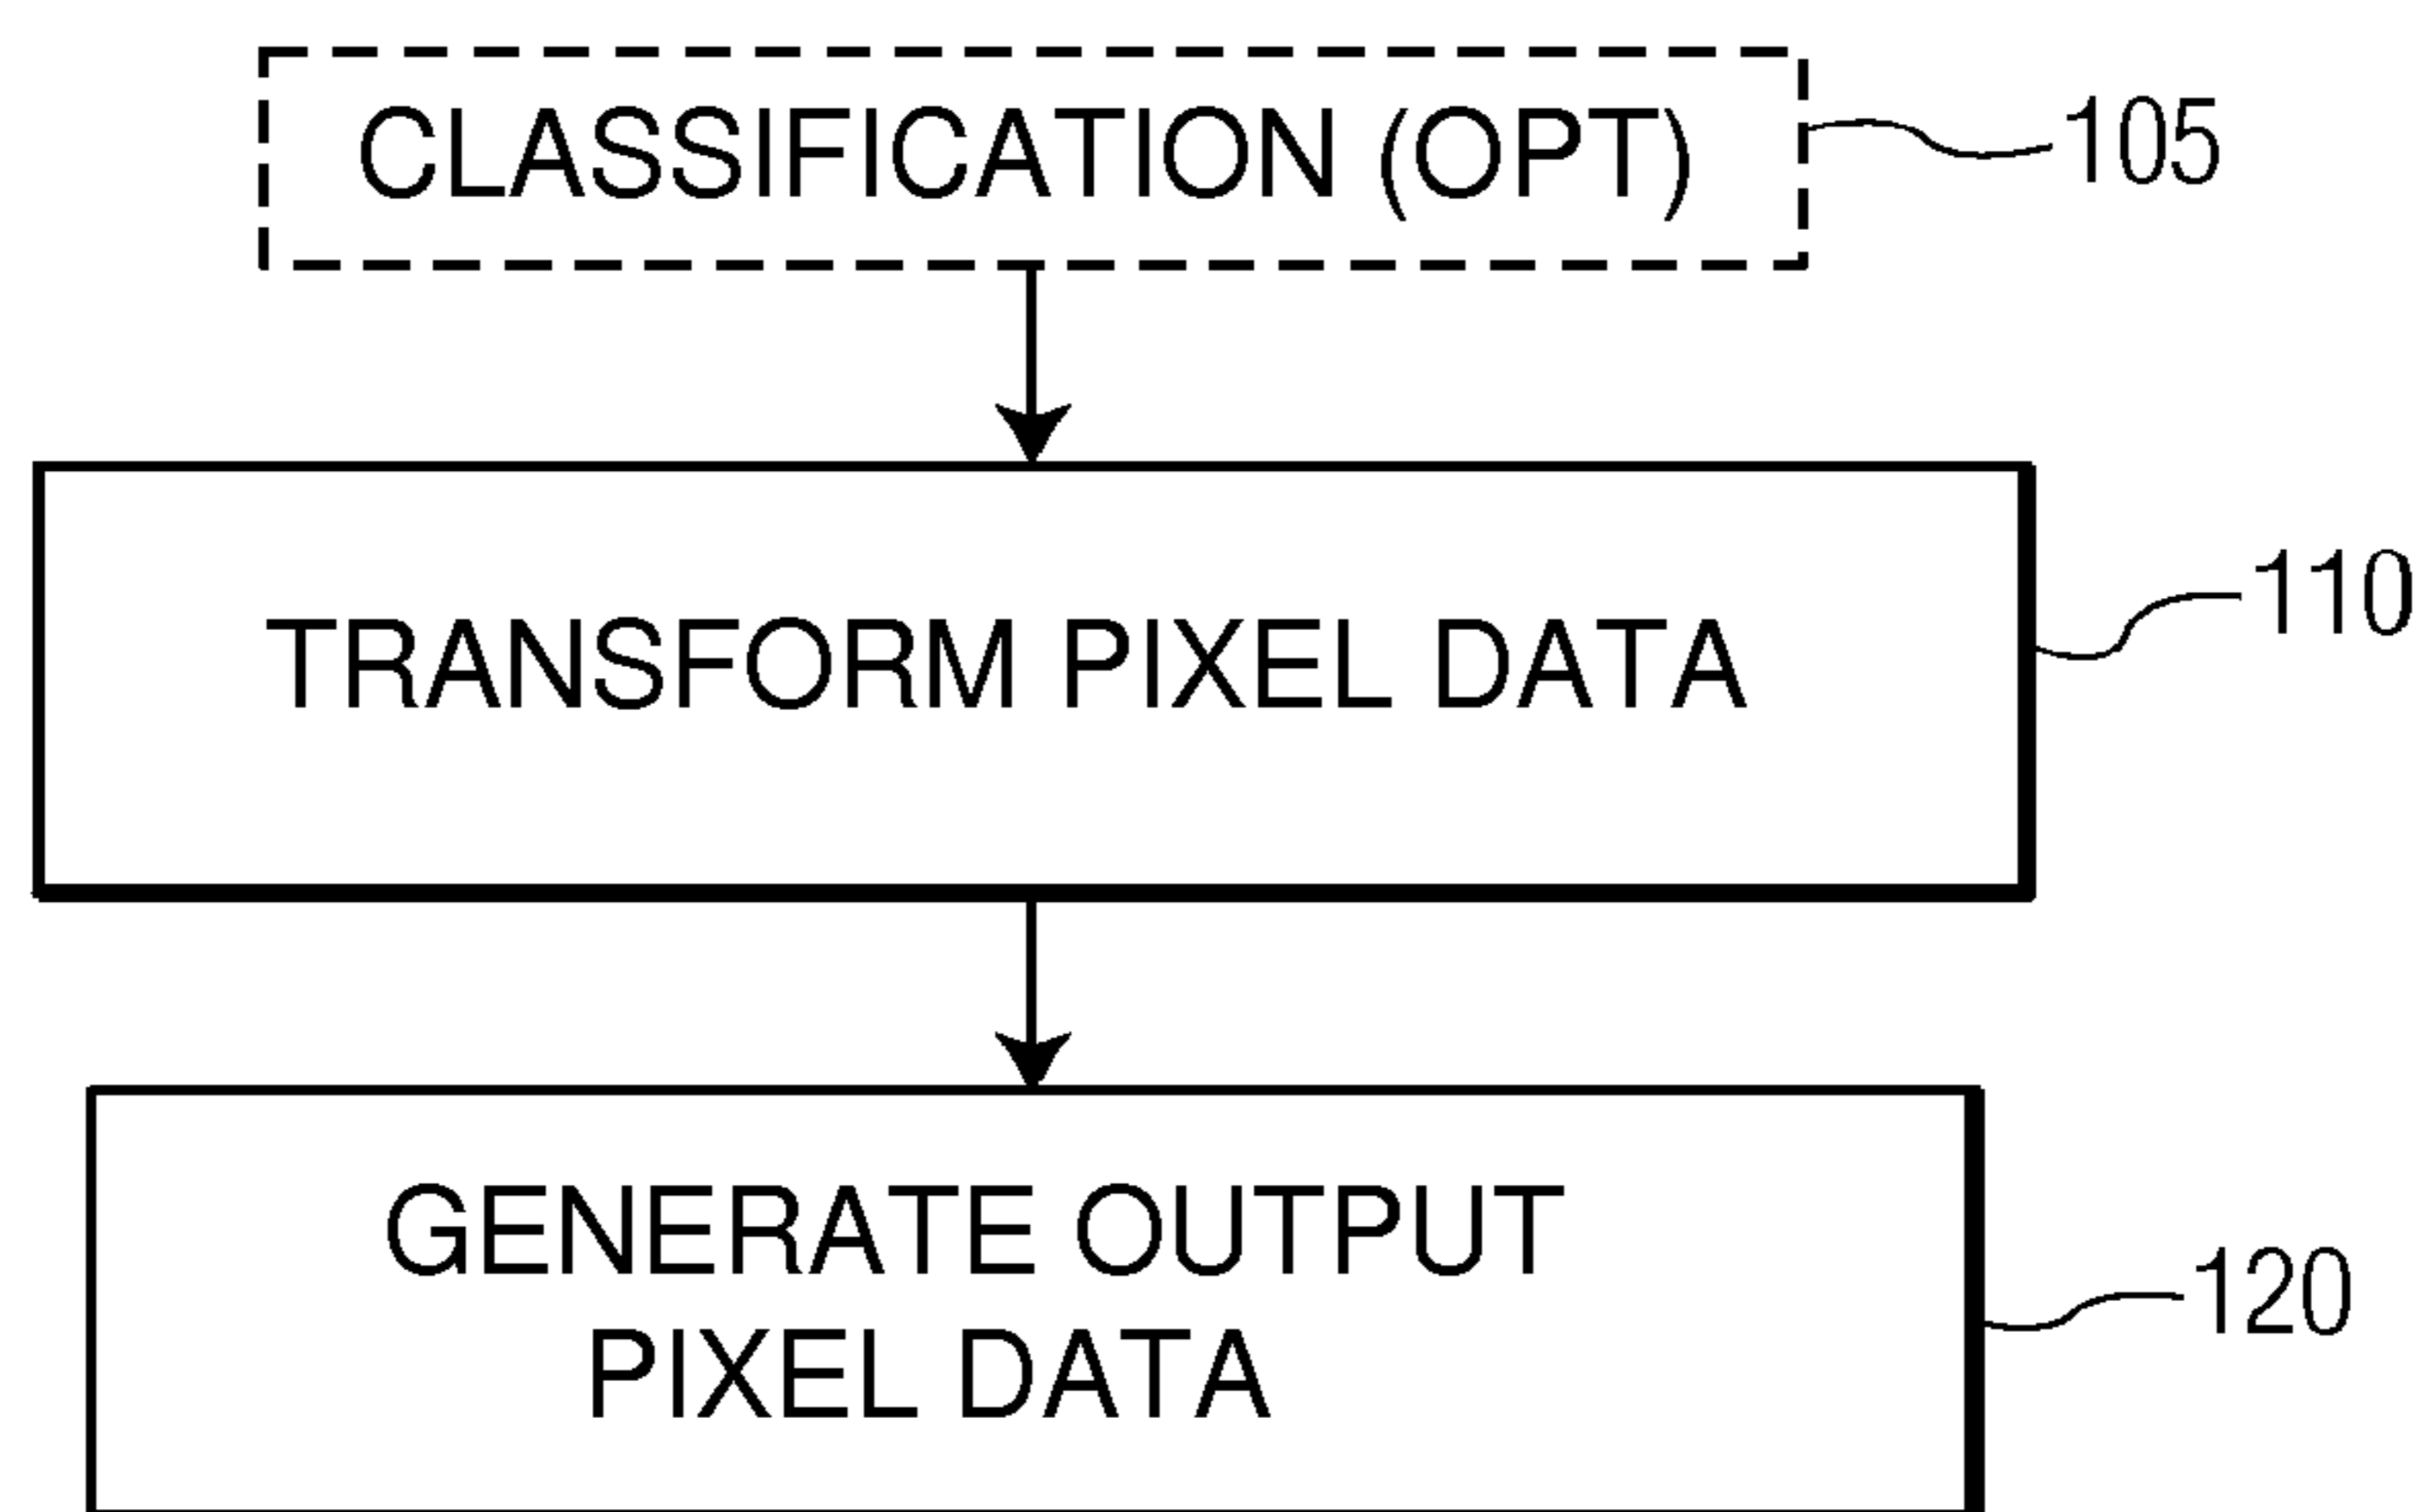 CLASSIFICATION (OPT)
105
TRANSFORM PIXEL DATA
110
GENERATE OUTPUT
PIXEL DATA
120